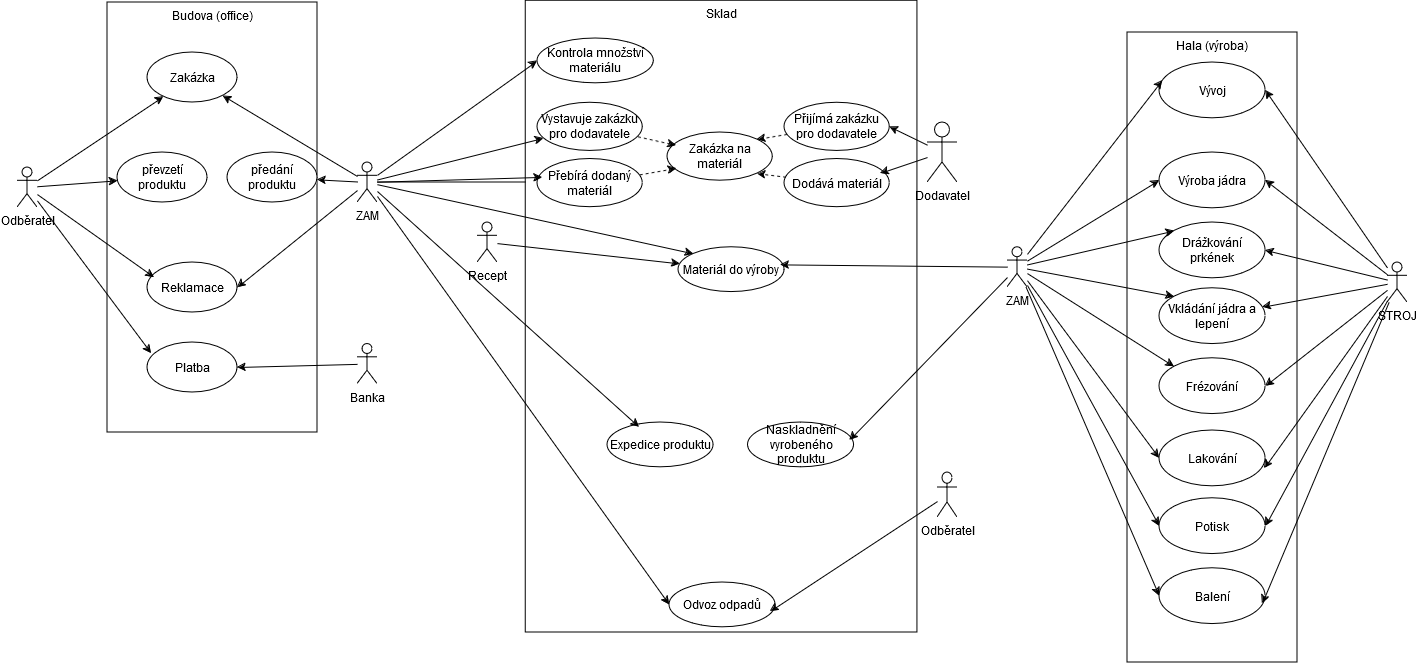 Budova (office)
Zakázka
převzetí
produktu
předání
produktu
Reklamace
Platba
Odběratel
ZAM
Banka
Sklad
Kontrola množství
materiálu
Vystavuje zakázku
pro dodavatele
Přebírá dodaný
materiál
Zakázka na
materiál
Přijímá zakázku
pro dodavatele
Dodává materiál
Dodavatel
Recept
Materiál do výroby
Expedice produktu
Naskladnění
vyrobeného
produktu
Odběratel
Odvoz odpadů
ZAM
Hala (výroba)
Vývoj
Výroba jádra
Drážkování
prkének
Vkládání jádra a
lepení
Frézování
Lakování
Potisk
Balení
STROJ